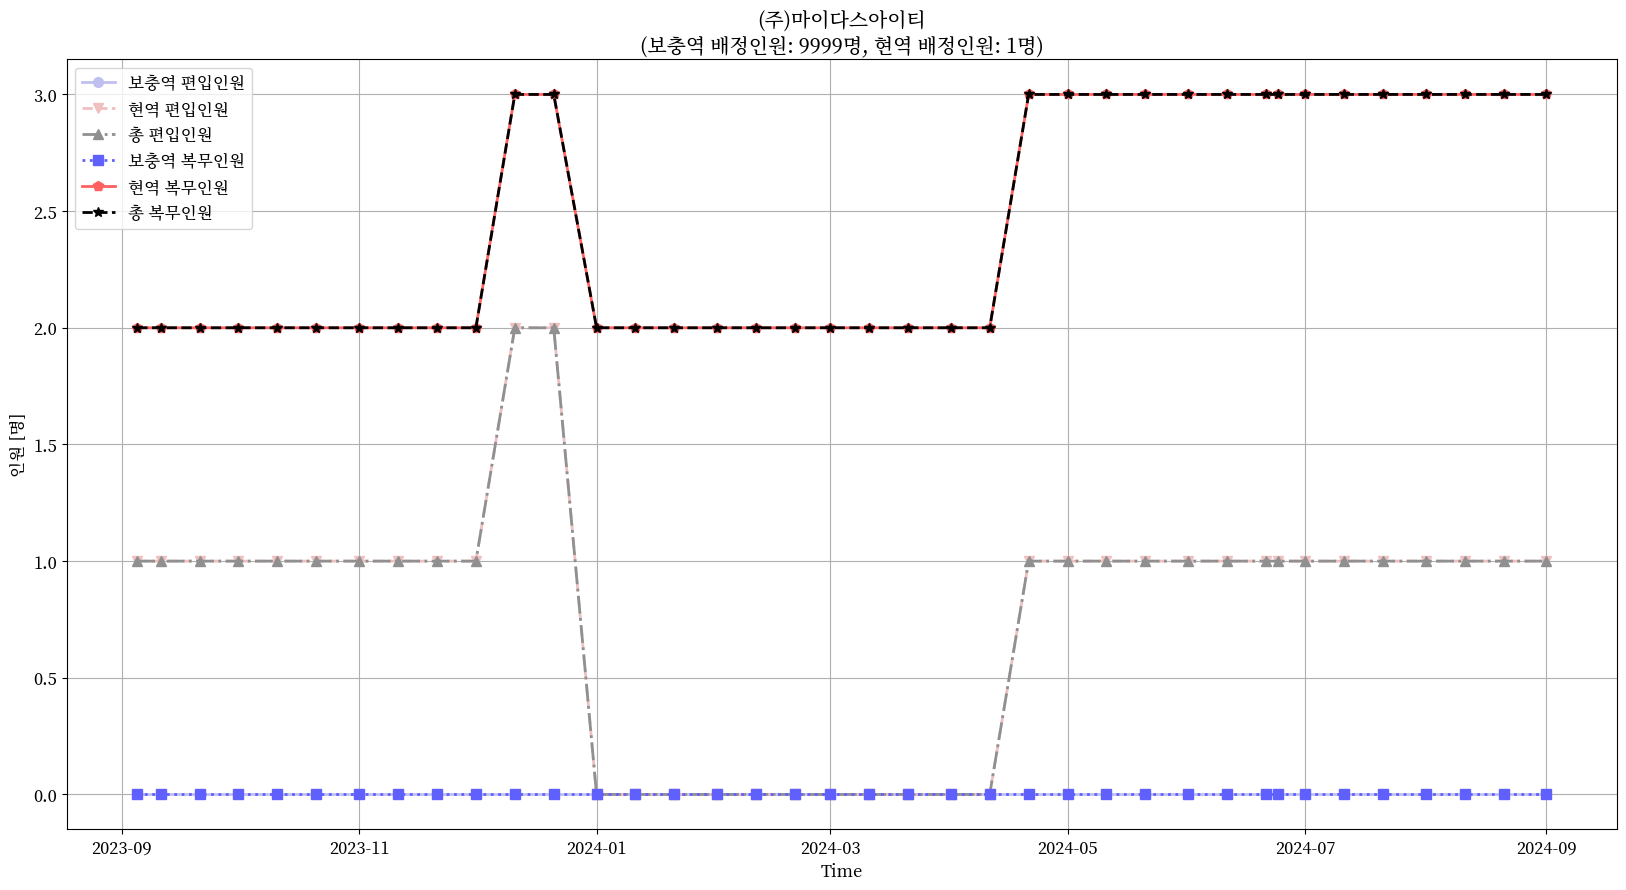 (주)마이다스아이티
(보충역 배정인원: 9999명, 현역 배정인원: 1명)
보충역 편입인원
현역 편입인원
총 편입인원
보충역 복무인원
현역 복무인원
총 복무인원
3.0
2.5
2.0
1.5
1.0
0.5
0.0
인원 [명]
2023-09
2023-11
2024-01
2024-03
2024-05
2024-07
2024-09
Time